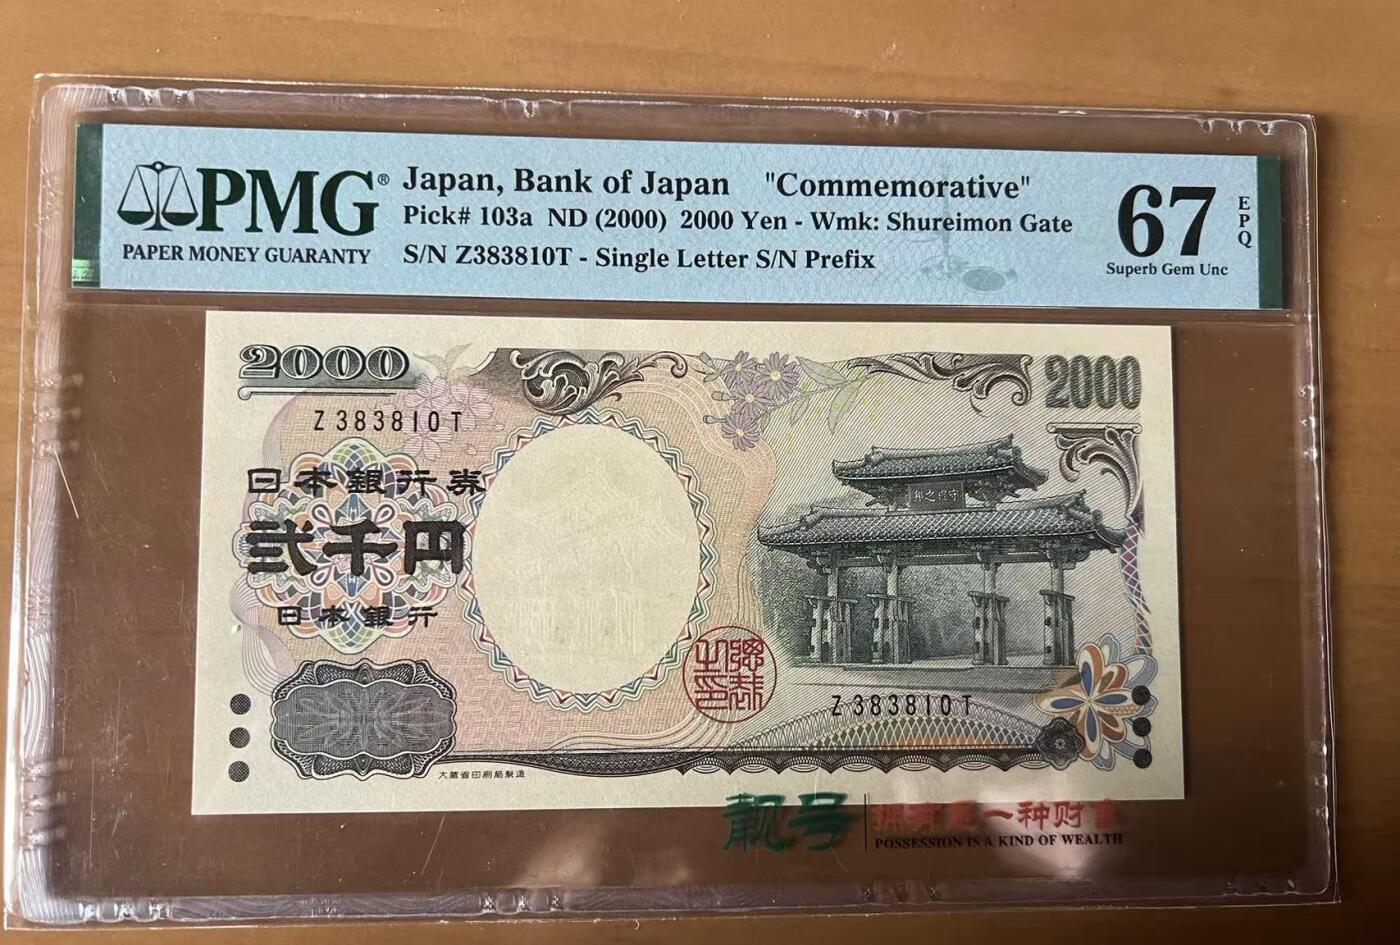 PMG®
PAPER MONEY GUARANTY
Japan, Bank of Japan "Commemorative"
Pick# 103a ND (2000) 2000 Yen - Wmk: Shureimon Gate
S/N Z383810T - Single Letter S/N Prefix
67
EPQ
Superb Gem Unc
2000
2000
Z383810T
日本銀行券
弐千円
日本銀行
守禮之邦
Z383810T
大蔵省印刷局製造
靓号
拥有是一种财富
POSSESSION IS A KIND OF WEALTH